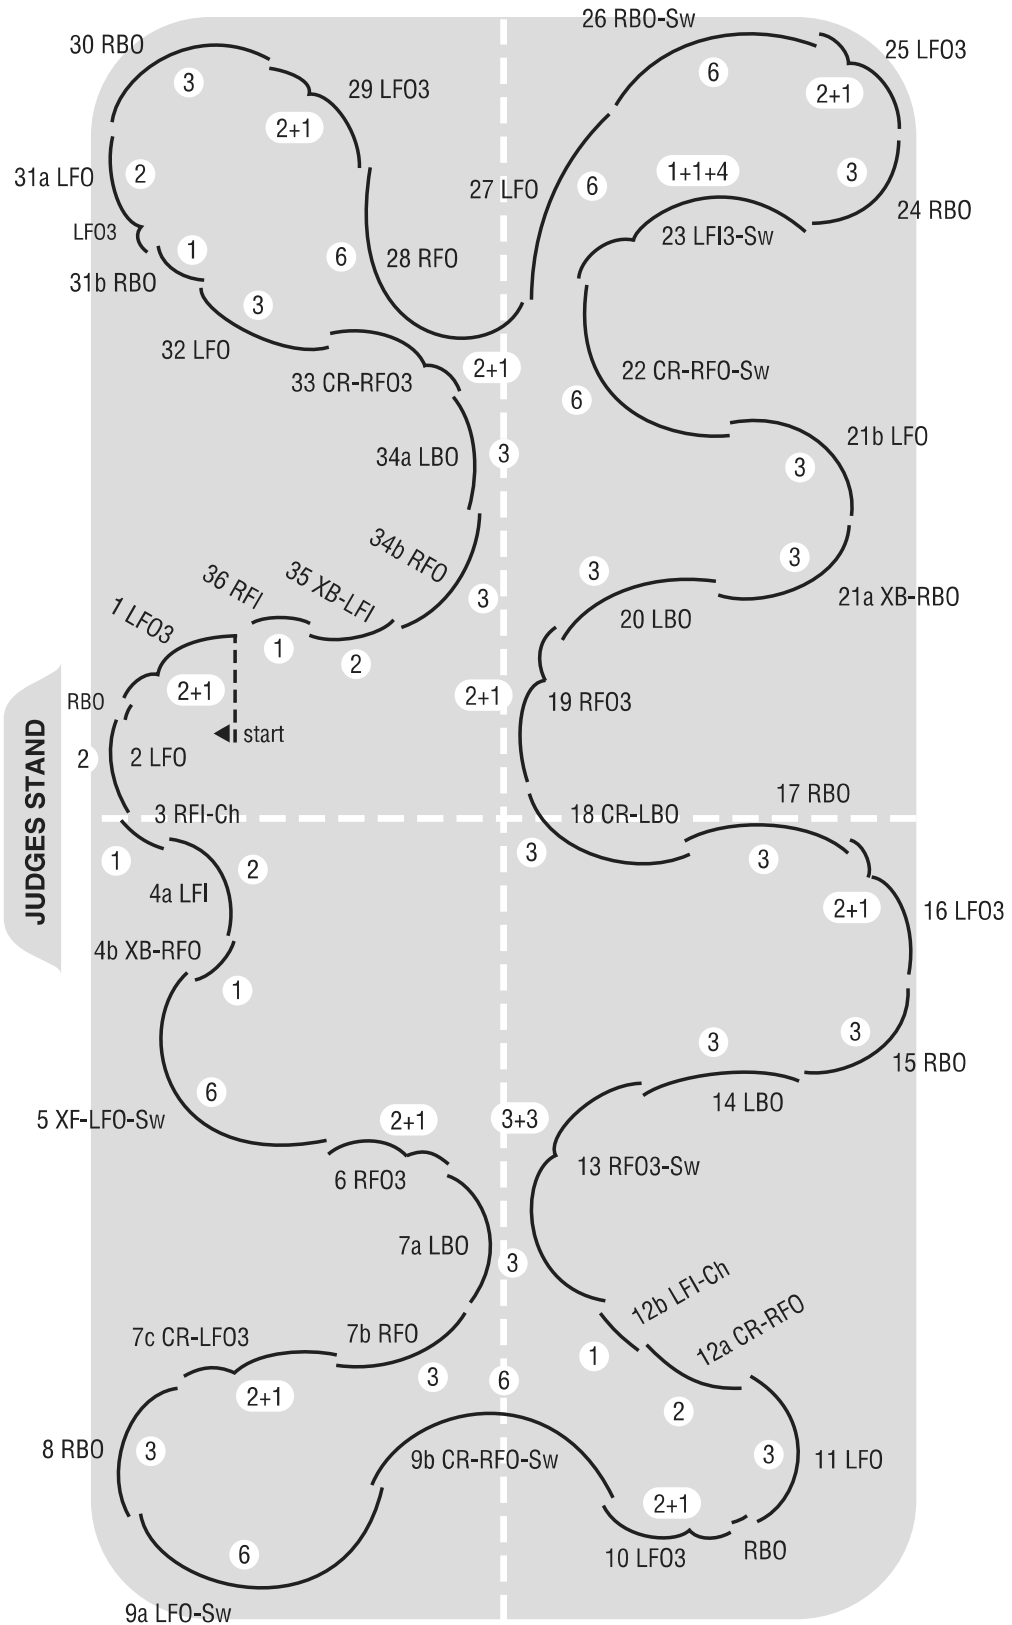 26 RBO-Sw
30 RBO
25 LFO3
6
3
29 LFO3
2+1
2+1
31a LFO
2
27 LFO
6
1+1+4
3
24 RBO
LFO3
1
23 LFI3-Sw
28 RFO
6
31b RBO
3
32 LFO
2+1
33 CR-RFO3
22 CR-RFO-Sw
6
34a LBO
3
21b LFO
3
34b RFO
3
3
36 RFI
35 XB-LFI
3
21a XB-RBO
1 LFO3
20 LBO
1
2
2+1
2+1
19 RFO3
RBO
start
2
2 LFO
JUDGES STAND
3 RFI-Ch
18 CR-LBO
17 RBO
1
2
3
3
4a LFI
2+1
16 LFO3
4b XB-RFO
1
3
3
15 RBO
6
14 LBO
5 XF-LFO-Sw
2+1
3+3
6 RFO3
13 RFO3-Sw
7a LBO
3
12b LFI-Ch
7c CR-LFO3
7b RFO
12a CR-RFO
1
3
6
2+1
2
8 RBO
3
9b CR-RFO-Sw
3
11 LFO
2+1
6
10 LFO3
RBO
9a LFO-Sw